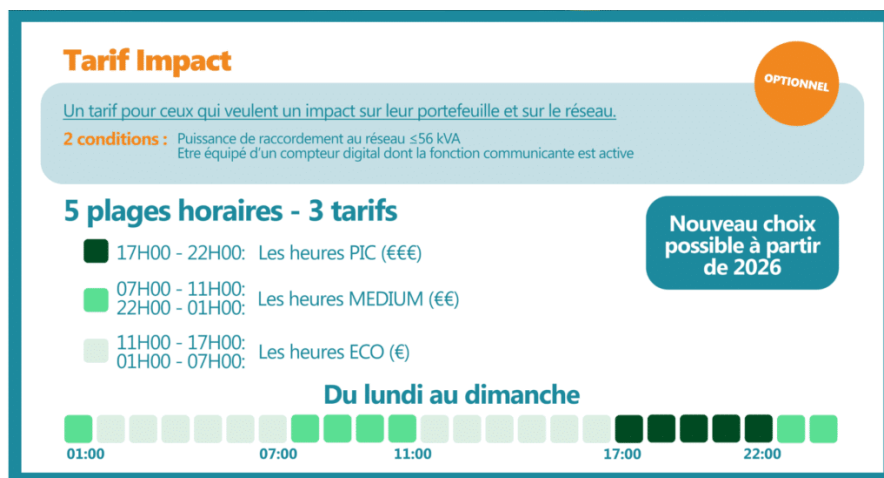 Tarif Impact
OPTIONNEL
Un tarif pour ceux qui veulent un impact sur leur portefeuille et sur le réseau.
2 conditions : Puissance de raccordement au réseau ≤56 kVA
Etre équipé d'un compteur digital dont la fonction communicante est active
5 plages horaires - 3 tarifs
Nouveau choix
possible à partir
de 2026
17H00 - 22H00: Les heures PIC (€€€)
07H00 - 11H00:
22H00 - 01H00:
Les heures MEDIUM (€€)
11H00 - 17H00:
01H00 - 07H00:
Les heures ECO (€)
Du lundi au dimanche
01:00 07:00 11:00 17:00 22:00